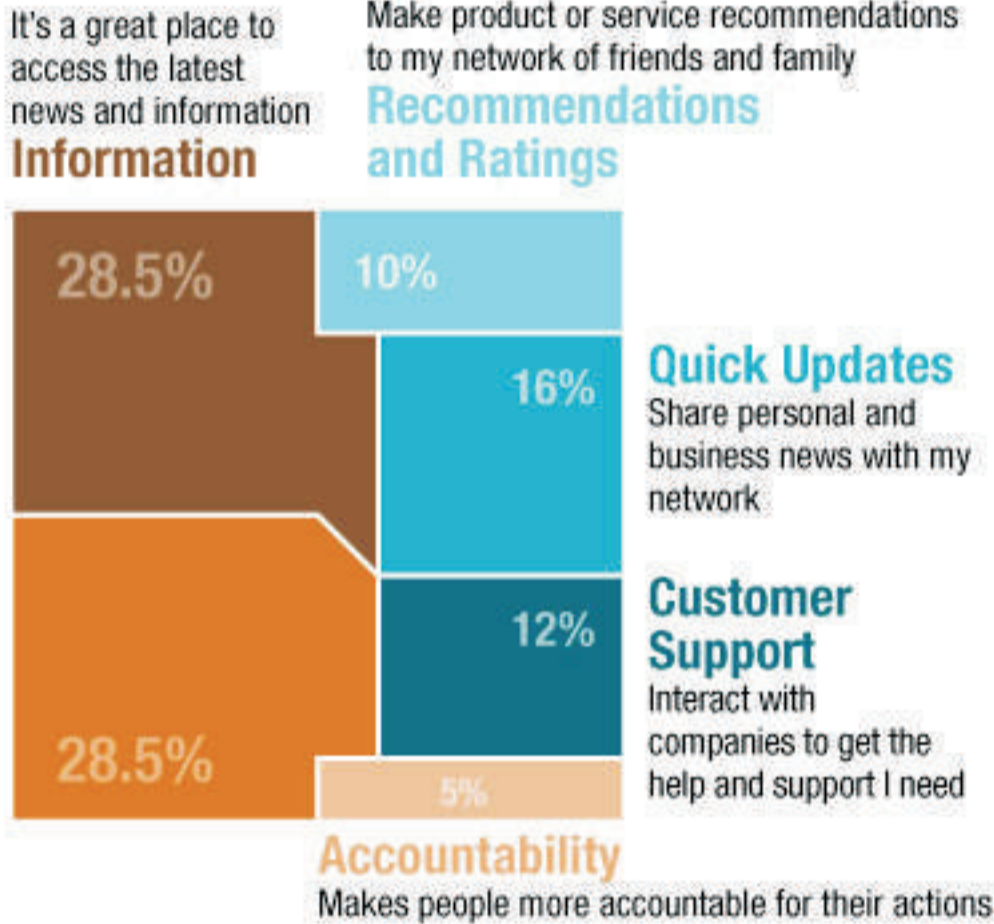 It's a great place to
access the latest
news and information
Information
Make product or service recommendations
to my network of friends and family
Recommendations
and Ratings
28.5%
10%
16%
Quick Updates
Share personal and
business news with my
network
12%
Customer
Support
Interact with
companies to get the
help and support I need
28.5%
5%
Accountability
Makes people more accountable for their actions